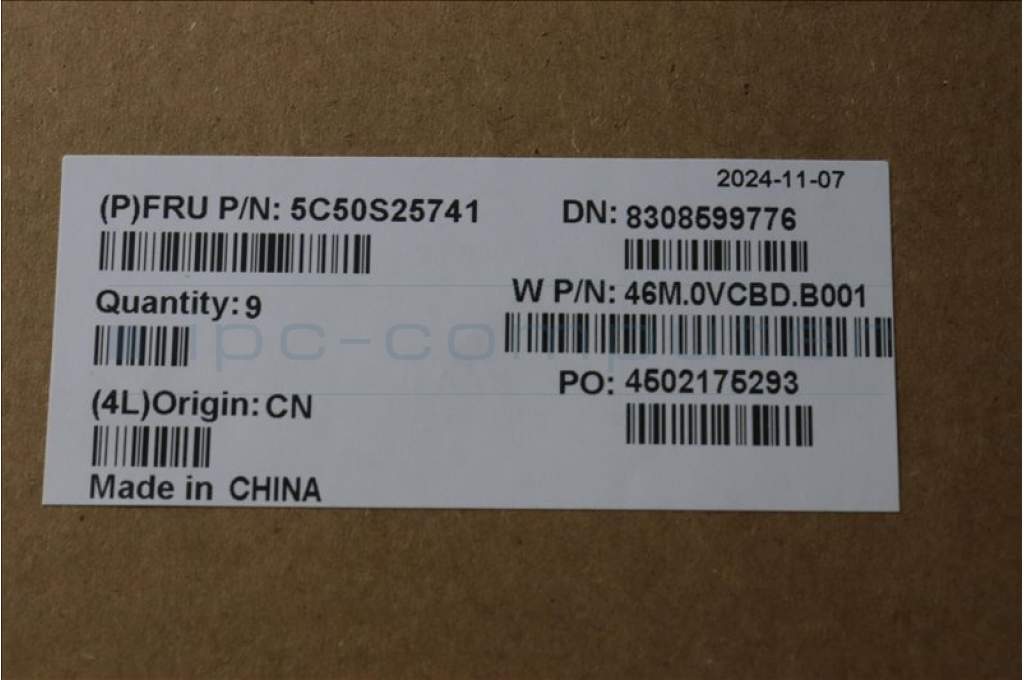 2024-11-07
(P)FRU P/N: 5C50S25741
DN: 8308599776
Quantity: 9
W P/N: 46M.0VCBD.B001
(4L)Origin: CN
PO: 4502175293
Made in CHINA